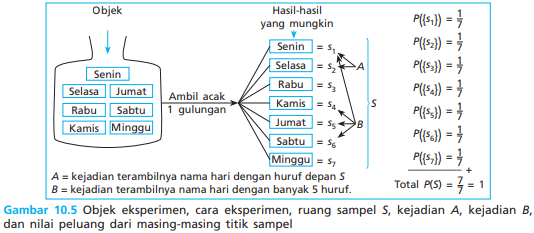 Objek
Hasil-hasil
yang mungkin
Senin
Selasa Jumat
Rabu Sabtu
Kamis Minggu
Ambil acak
1 gulungan
Senin = s₁
Selasa = s₂
Rabu = s₃
Kamis = s₄
Jumat = s₅
Sabtu = s₆
Minggu = s₇
A
B
S
P({s₁}) = 1/7
P({s₂}) = 1/7
P({s₃}) = 1/7
P({s₄}) = 1/7
P({s₅}) = 1/7
P({s₆}) = 1/7
P({s₇}) = 1/7
+
Total P(S) = 7/7 = 1
A = kejadian terambilnya nama hari dengan huruf depan S
B = kejadian terambilnya nama hari dengan banyak 5 huruf.
Gambar 10.5 Objek eksperimen, cara eksperimen, ruang sampel S, kejadian A, kejadian B,
dan nilai peluang dari masing-masing titik sampel